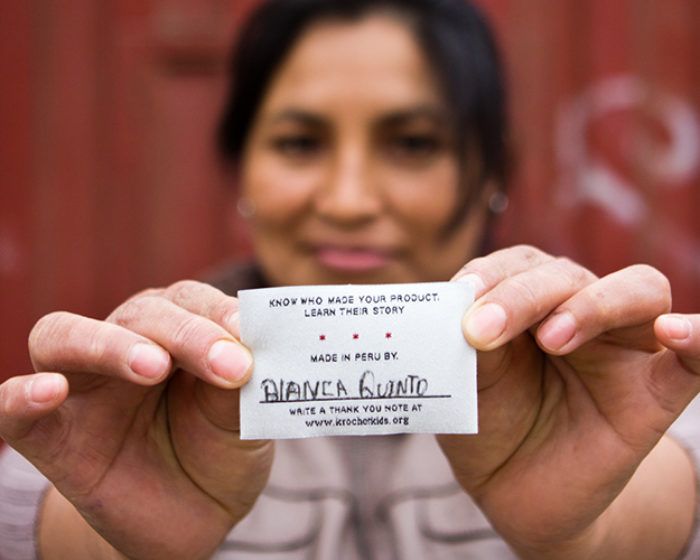 KNOW WHO MADE YOUR PRODUCT.
LEARN THEIR STORY
* * *
MADE IN PERU BY.
BIANCA QUINTO
WRITE A THANK YOU NOTE AT
www.krochetkids.org